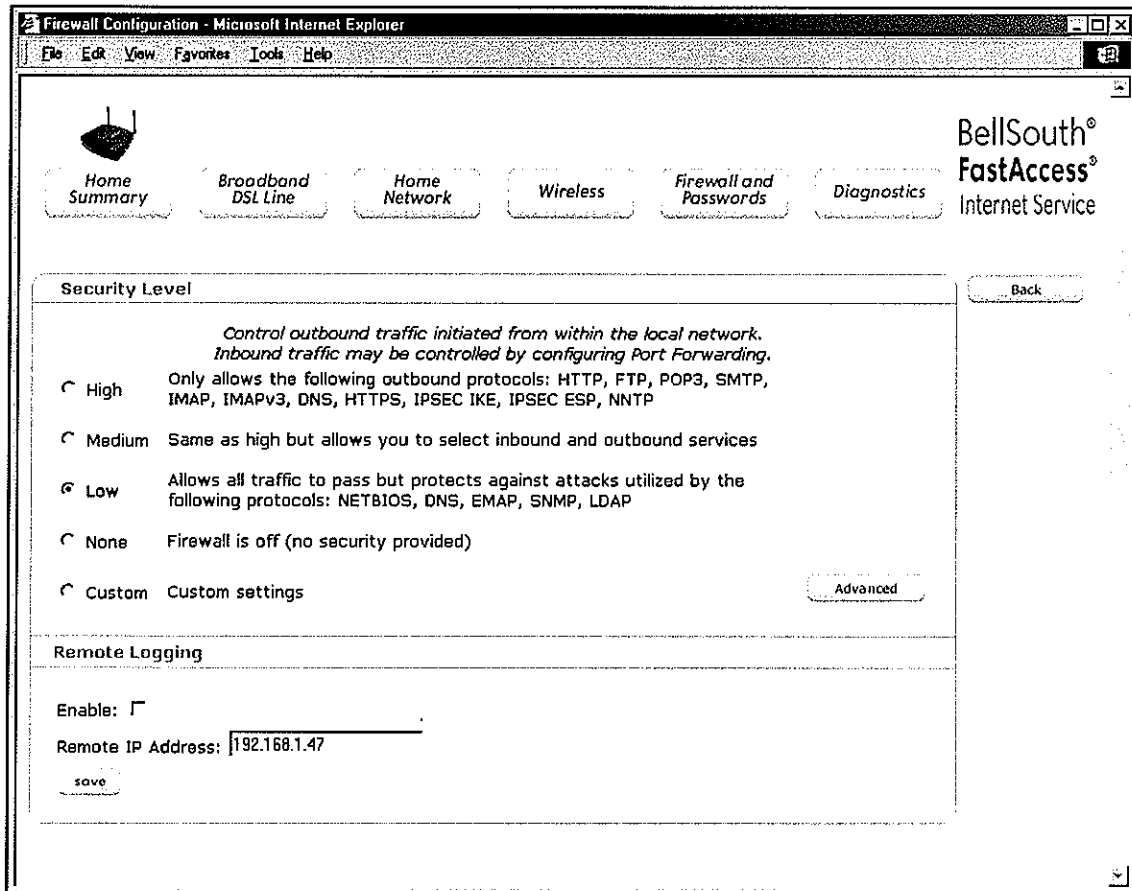 Firewall Configuration - Microsoft Internet Explorer
File Edit View Favorites Tools Help
BellSouth®
FastAccess®
Internet Service
Home
Summary
Broadband
DSL Line
Home
Network
Wireless
Firewall and
Passwords
Diagnostics
Security Level
Back
Control outbound traffic initiated from within the local network.
Inbound traffic may be controlled by configuring Port Forwarding.
High Only allows the following outbound protocols: HTTP, FTP, POP3, SMTP,
IMAP, IMAPv3, DNS, HTTPS, IPSEC IKE, IPSEC ESP, NNTP
Medium Same as high but allows you to select inbound and outbound services
Low Allows all traffic to pass but protects against attacks utilized by the
following protocols: NETBIOS, DNS, EMAP, SNMP, LDAP
None Firewall is off (no security provided)
Custom Custom settings
Advanced
Remote Logging
Enable:
Remote IP Address: 192.168.1.47
save